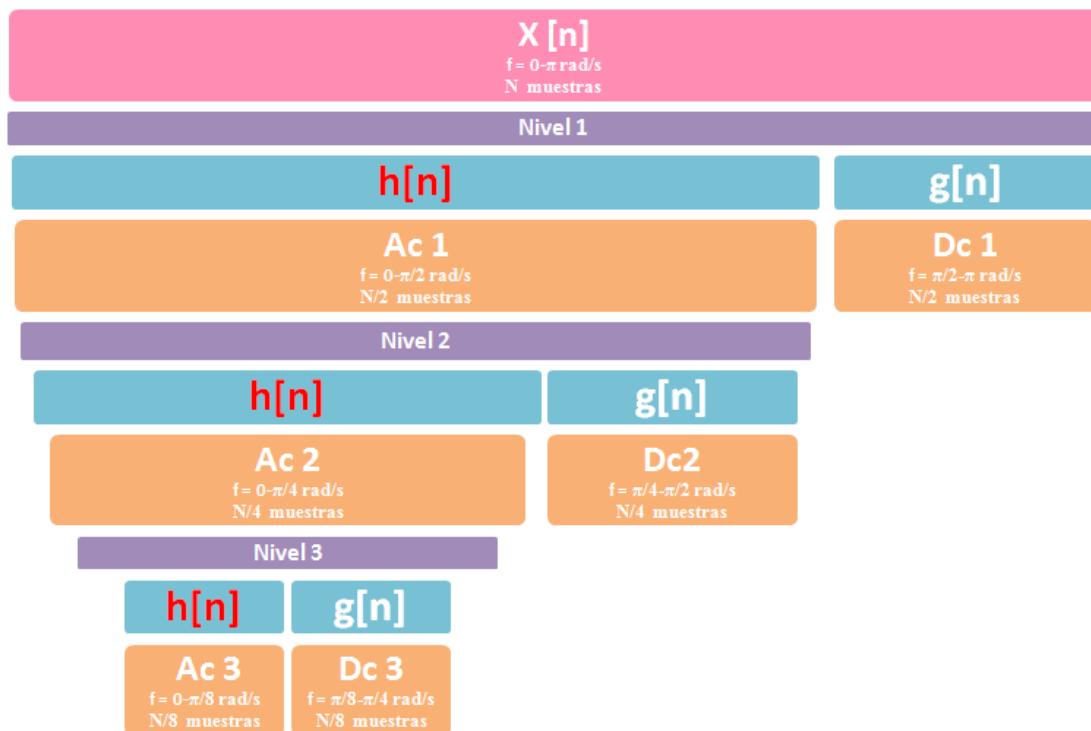 X [n]
f = 0-π rad/s
N muestras
Nivel 1
h[n]
g[n]
Ac 1
f = 0-π/2 rad/s
N/2 muestras
Dc 1
f = π/2-π rad/s
N/2 muestras
Nivel 2
h[n]
g[n]
Ac 2
f = 0-π/4 rad/s
N/4 muestras
Dc2
f = π/4-π/2 rad/s
N/4 muestras
Nivel 3
h[n]
g[n]
Ac 3
f = 0-π/8 rad/s
N/8 muestras
Dc 3
f = π/8-π/4 rad/s
N/8 muestras